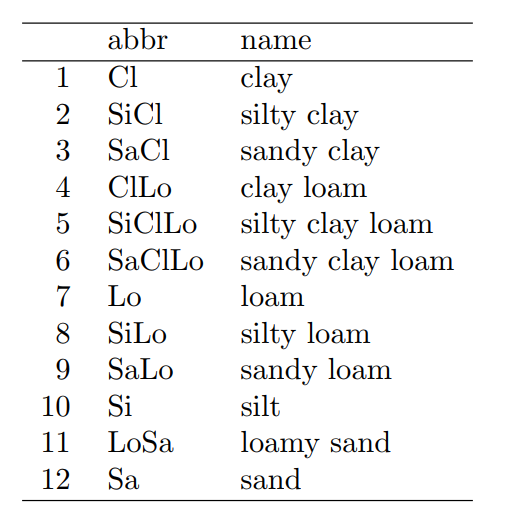 abbr name
1 Cl clay
2 SiCl silty clay
3 SaCl sandy clay
4 ClLo clay loam
5 SiClLo silty clay loam
6 SaClLo sandy clay loam
7 Lo loam
8 SiLo silty loam
9 SaLo sandy loam
10 Si silt
11 LoSa loamy sand
12 Sa sand